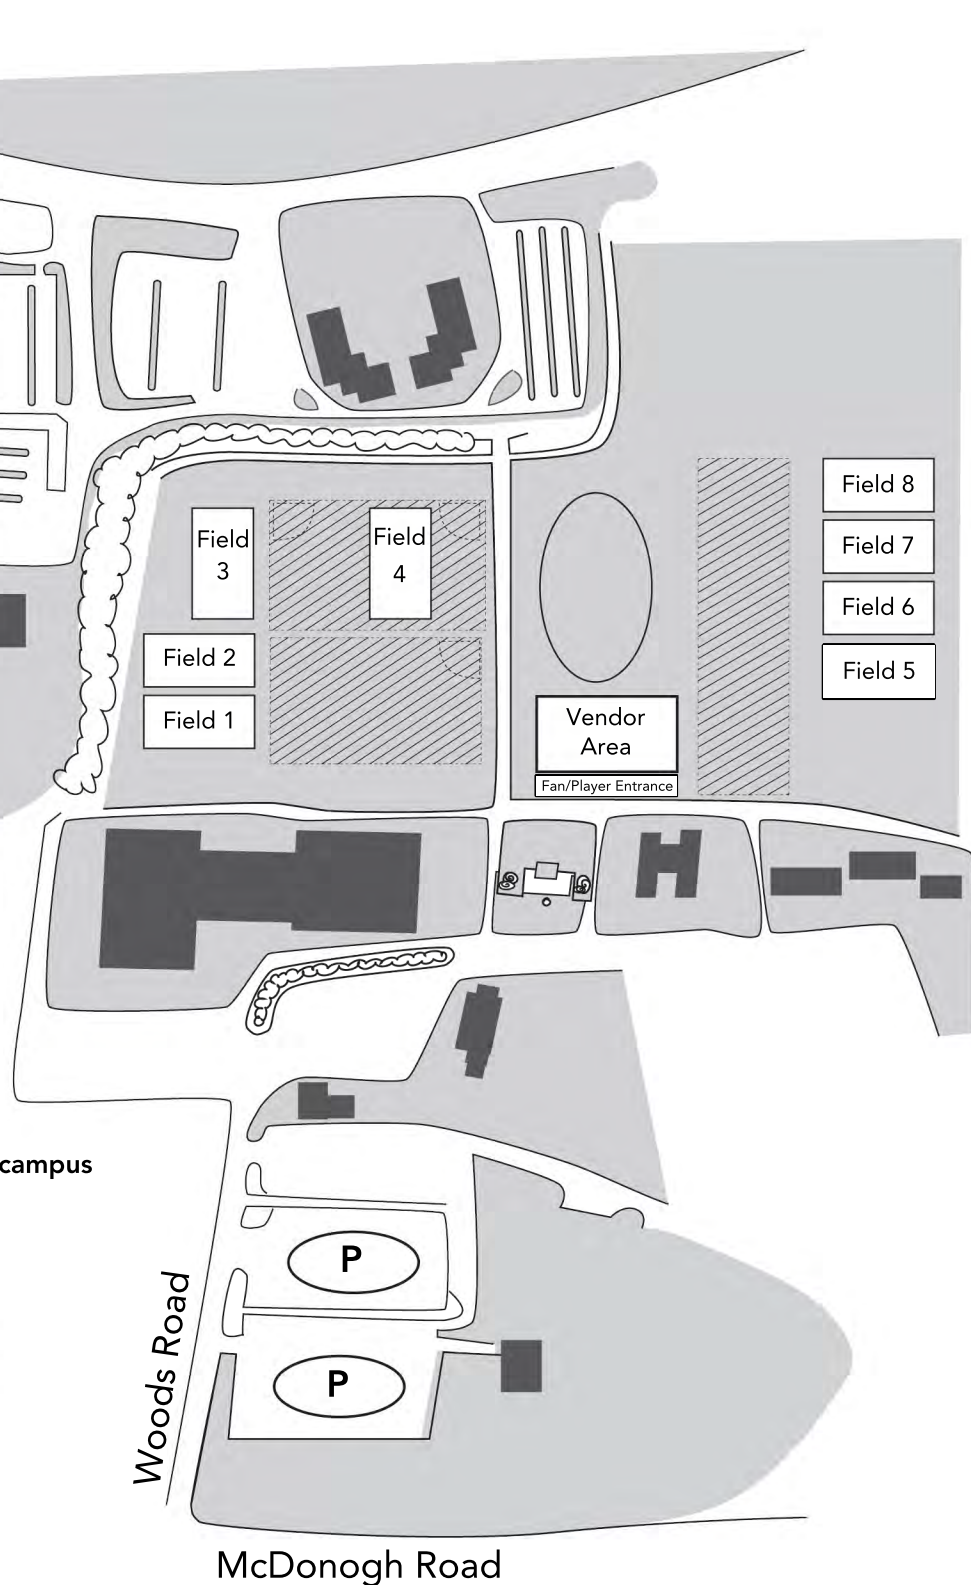 Field 8
Field
3
Field
4
Field 7
Field 6
Field 2
Field 5
Field 1
Vendor
Area
Fan/Player Entrance
campus
P
P
Woods Road
McDonogh Road